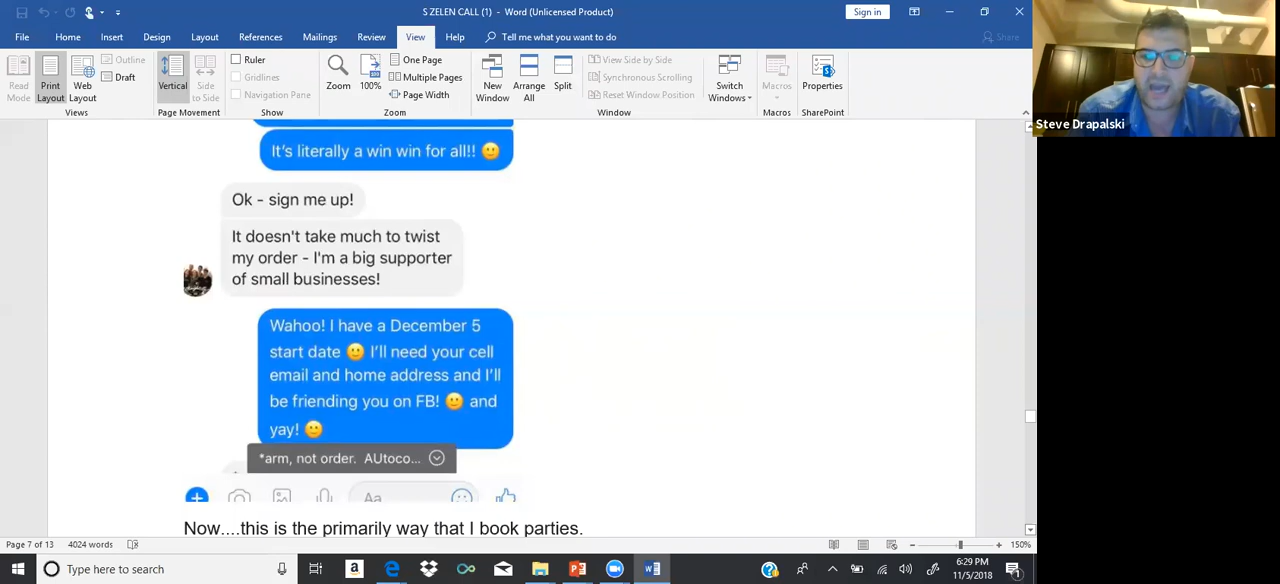 S ZELEN CALL (1) - Word (Unlicensed Product)
Sign in
File Home Insert Design Layout References Mailings Review View Help Tell me what you want to do Share
Read Mode
Print Layout
Web Layout
Outline
Draft
Views
Vertical
Side to Side
Page Movement
Ruler
Gridlines
Navigation Pane
Show
Zoom
100%
One Page
Multiple Pages
Page Width
Zoom
New Window
Arrange All
Split
View Side by Side
Synchronous Scrolling
Reset Window Position
Window
Switch Windows
Macros
Macros
Properties
SharePoint
Steve Drapalski
It's literally a win win for all!! 🙂
Ok - sign me up!
It doesn't take much to twist
my order - I'm a big supporter
of small businesses!
Wahoo! I have a December 5
start date 🙂 I'll need your cell
email and home address and I'll
be friending you on FB! 🙂 and
yay! 🙂
*arm, not order. AUtoco...
Aa
Now....this is the primarily way that I book parties.
Page 7 of 13 4024 words
150%
Type here to search
6:29 PM
11/5/2018